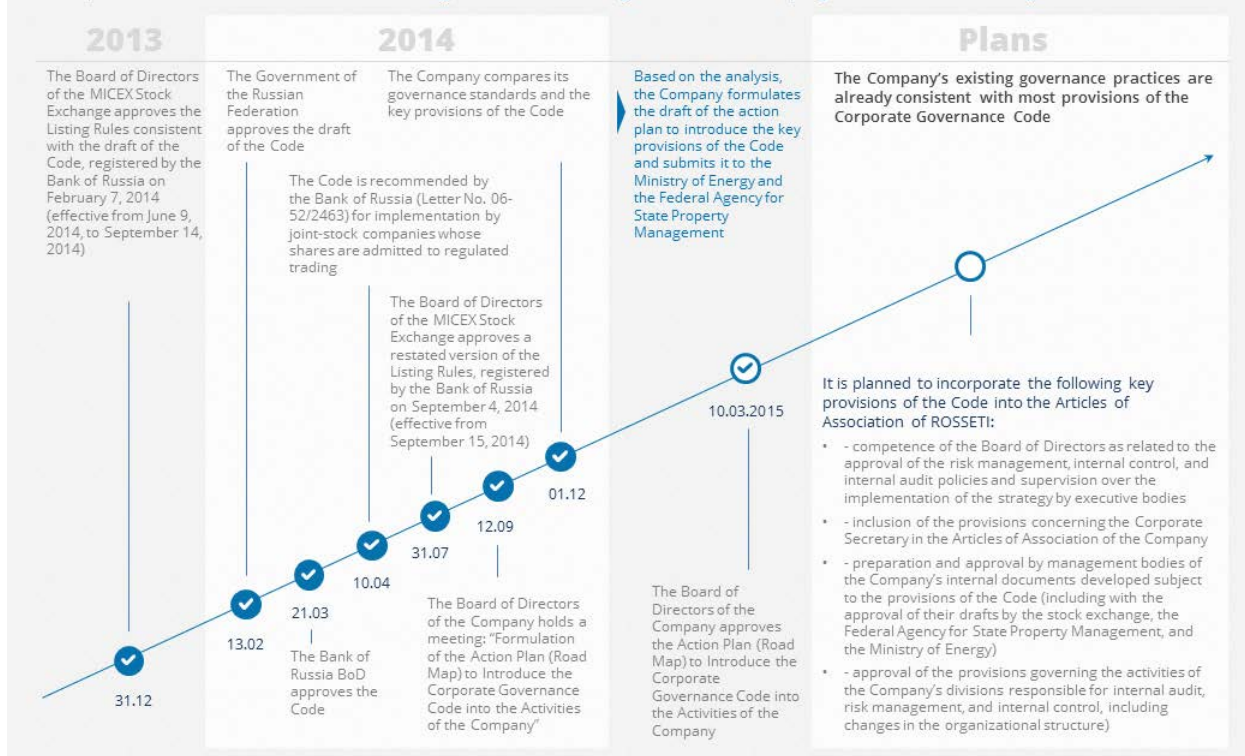 2013
The Board of Directors
of the MICEX Stock
Exchange approves the
Listing Rules consistent
with the draft of the
Code, registered by the
Bank of Russia on
February 7, 2014
(effective from June 9,
2014, to September 14,
2014)
31.12
2014
The Government of
the Russian
Federation
approves the draft
of the Code
13.02
21.03
The Bank of
Russia BoD
approves the
Code
The Code is recommended by
the Bank of Russia (Letter No. 06-
52/2463) for implementation by
joint-stock companies whose
shares are admitted to regulated
trading
10.04
The Board of Directors
of the MICEX Stock
Exchange approves a
restated version of the
Listing Rules, registered
by the Bank of Russia
on September 4, 2014
(effective from
September 15, 2014)
31.07
12.09
The Board of Directors
of the Company holds a
meeting: “Formulation
of the Action Plan (Road
Map) to Introduce the
Corporate Governance
Code into the Activities
of the Company”
The Company compares its
governance standards and the
key provisions of the Code
01.12
Based on the analysis,
the Company formulates
the draft of the action
plan to introduce the key
provisions of the Code
and submits it to the
Ministry of Energy and
the Federal Agency for
State Property
Management
10.03.2015
The Board of
Directors of the
Company approves
the Action Plan (Road
Map) to Introduce the
Corporate
Governance Code into
the Activities of the
Company
Plans
The Company’s existing governance practices are
already consistent with most provisions of the
Corporate Governance Code
It is planned to incorporate the following key
provisions of the Code into the Articles of
Association of ROSSETI:
• - competence of the Board of Directors as related to the
approval of the risk management, internal control, and
internal audit policies and supervision over the
implementation of the strategy by executive bodies
• - inclusion of the provisions concerning the Corporate
Secretary in the Articles of Association of the Company
• - preparation and approval by management bodies of
the Company’s internal documents developed subject
to the provisions of the Code (including with the
approval of their drafts by the stock exchange, the
Federal Agency for State Property Management, and
the Ministry of Energy)
• - approval of the provisions governing the activities of
the Company’s divisions responsible for internal audit,
risk management, and internal control, including
changes in the organizational structure)